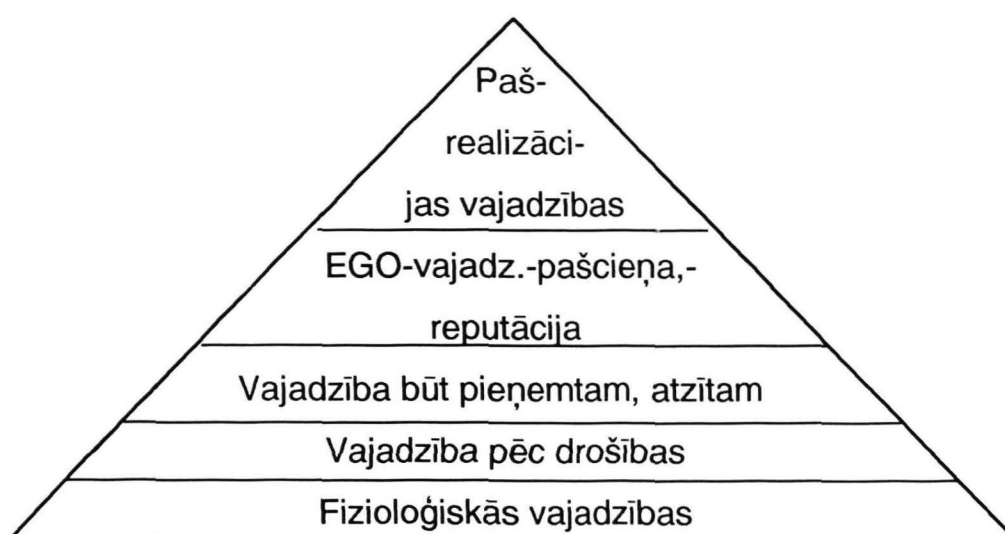 Paš-
realizāci-
jas vajadzības
EGO-vajadz.-pašcieņa,-
reputācija
Vajadzība būt pieņemtam, atzītam
Vajadzība pēc drošības
Fizioloģiskās vajadzības